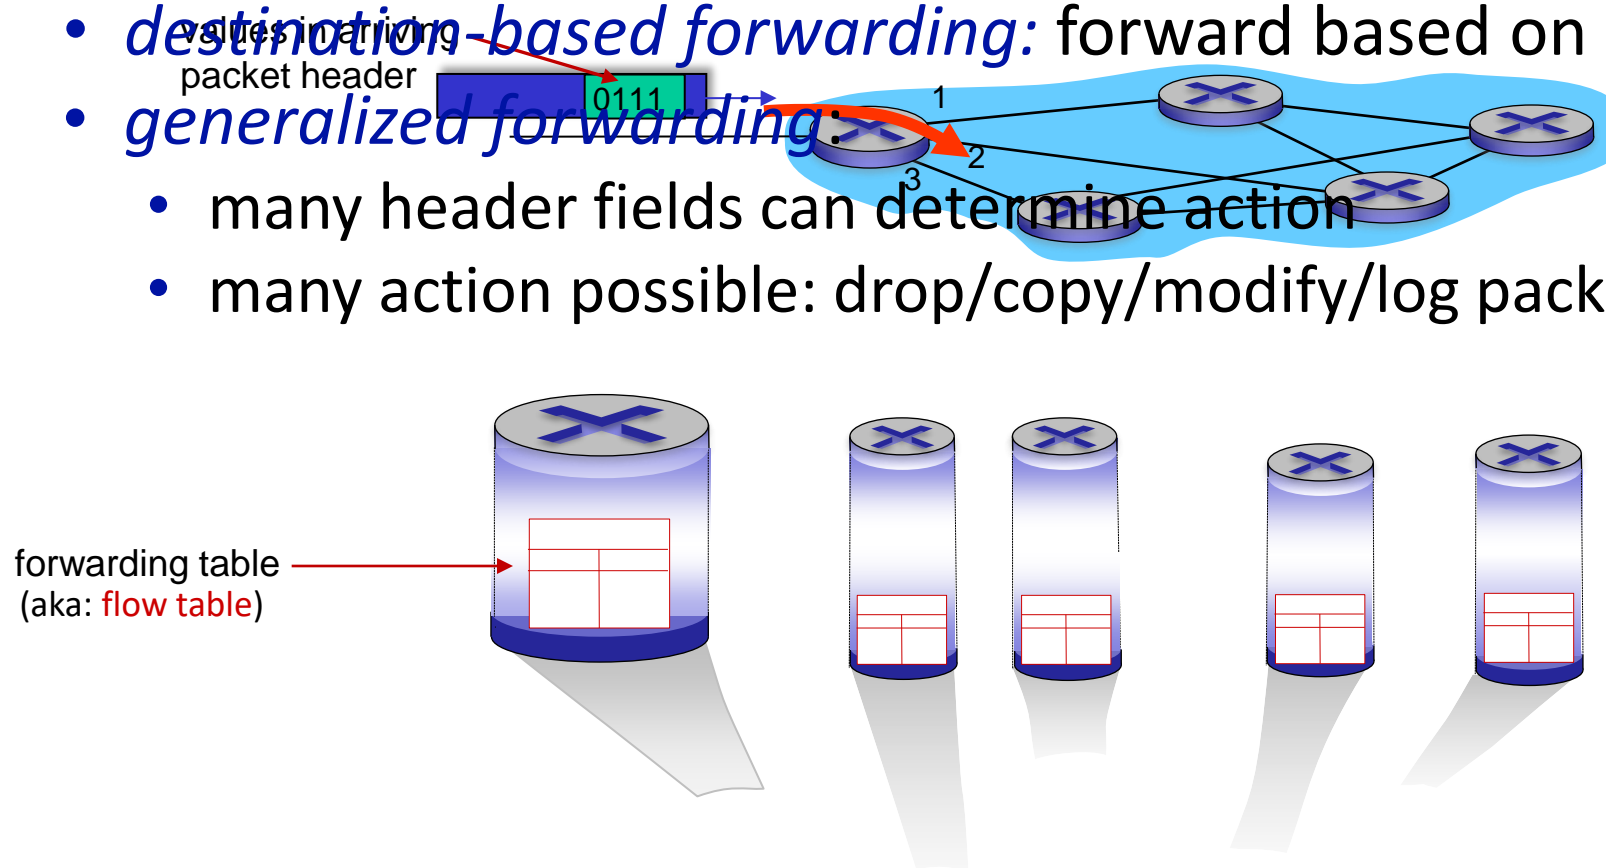 • destination-based forwarding: forward based on
values in arriving
packet header
0111
• generalized forwarding:
1
2
3
• many header fields can determine action
• many action possible: drop/copy/modify/log pack
forwarding table
(aka: flow table)